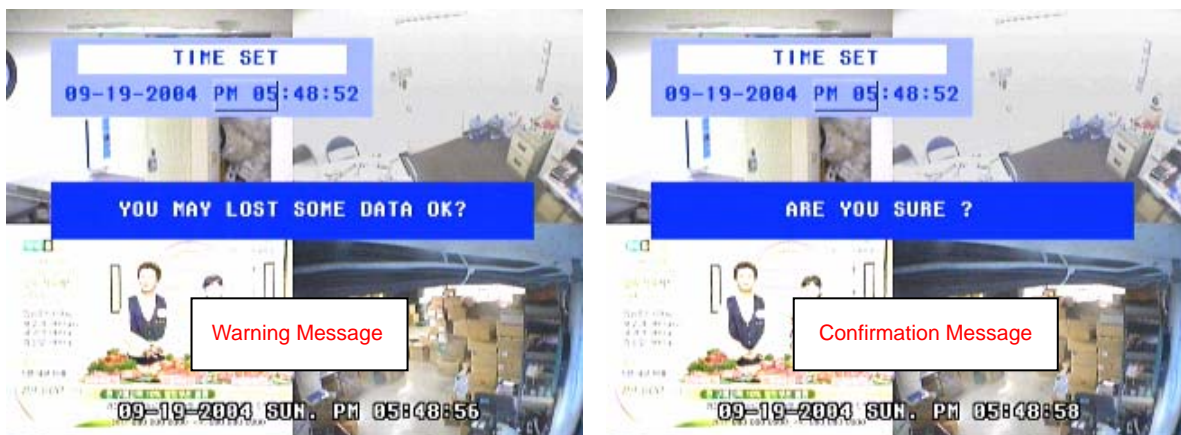 TIME SET
09-19-2004 PM 05:48:52
YOU MAY LOST SOME DATA OK?
Warning Message
09-19-2004 SUN. PM 05:48:56
TIME SET
09-19-2004 PM 05:48:52
ARE YOU SURE ?
Confirmation Message
09-19-2004 SUN. PM 05:48:58